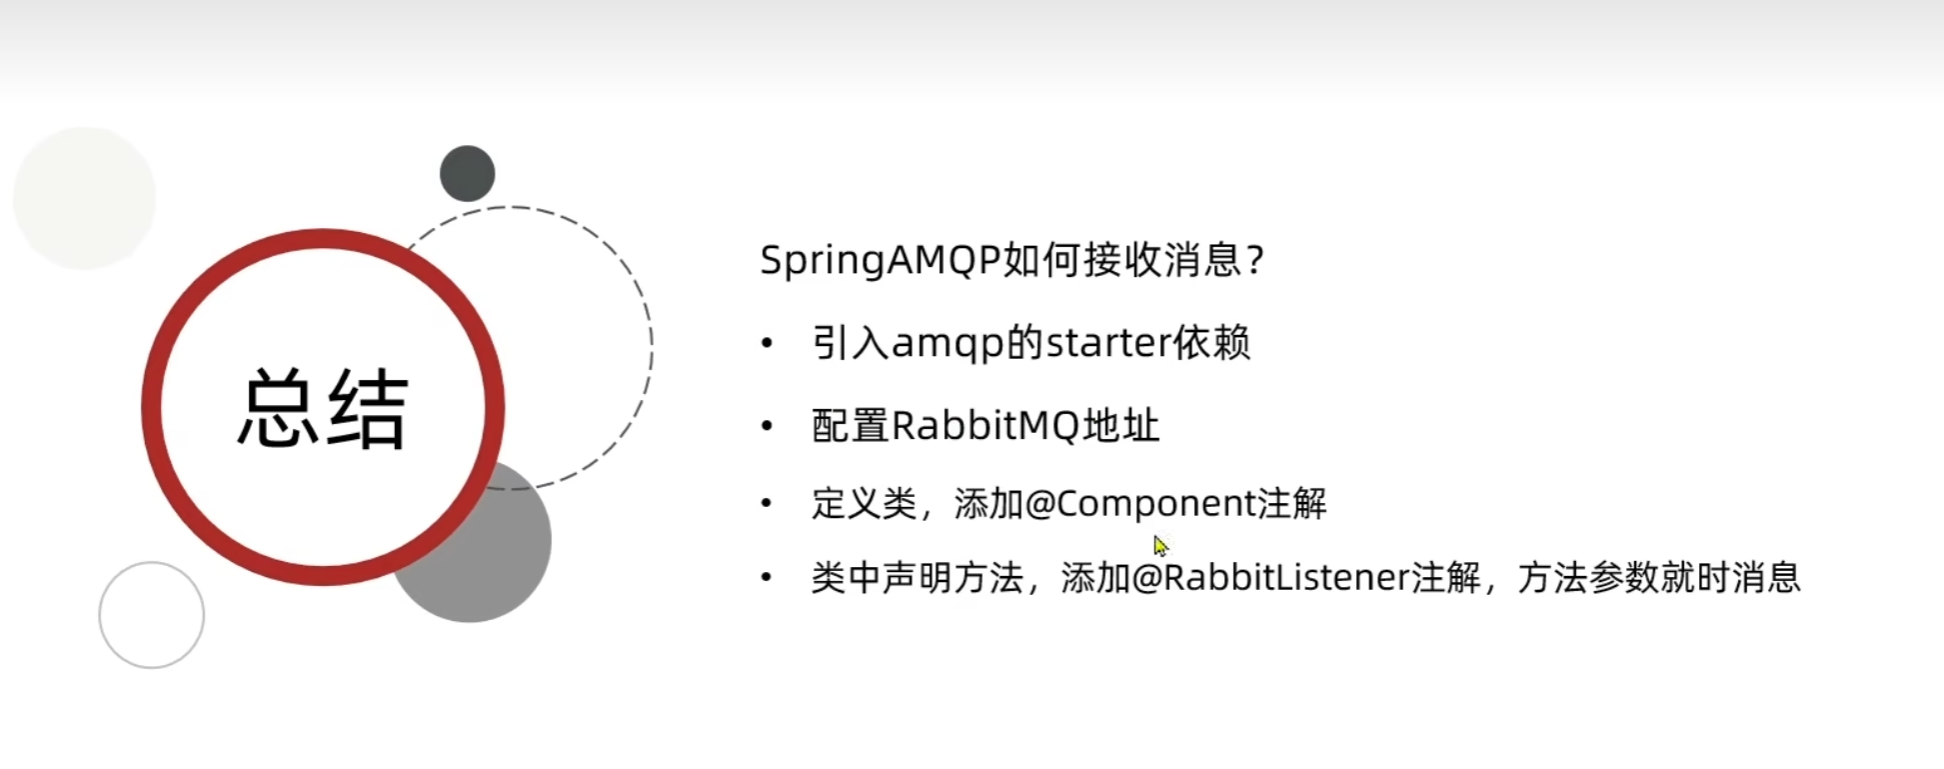 总结
SpringAMQP如何接收消息？
• 引入amqp的starter依赖
• 配置RabbitMQ地址
• 定义类，添加@Component注解
• 类中声明方法，添加@RabbitListener注解，方法参数就时消息